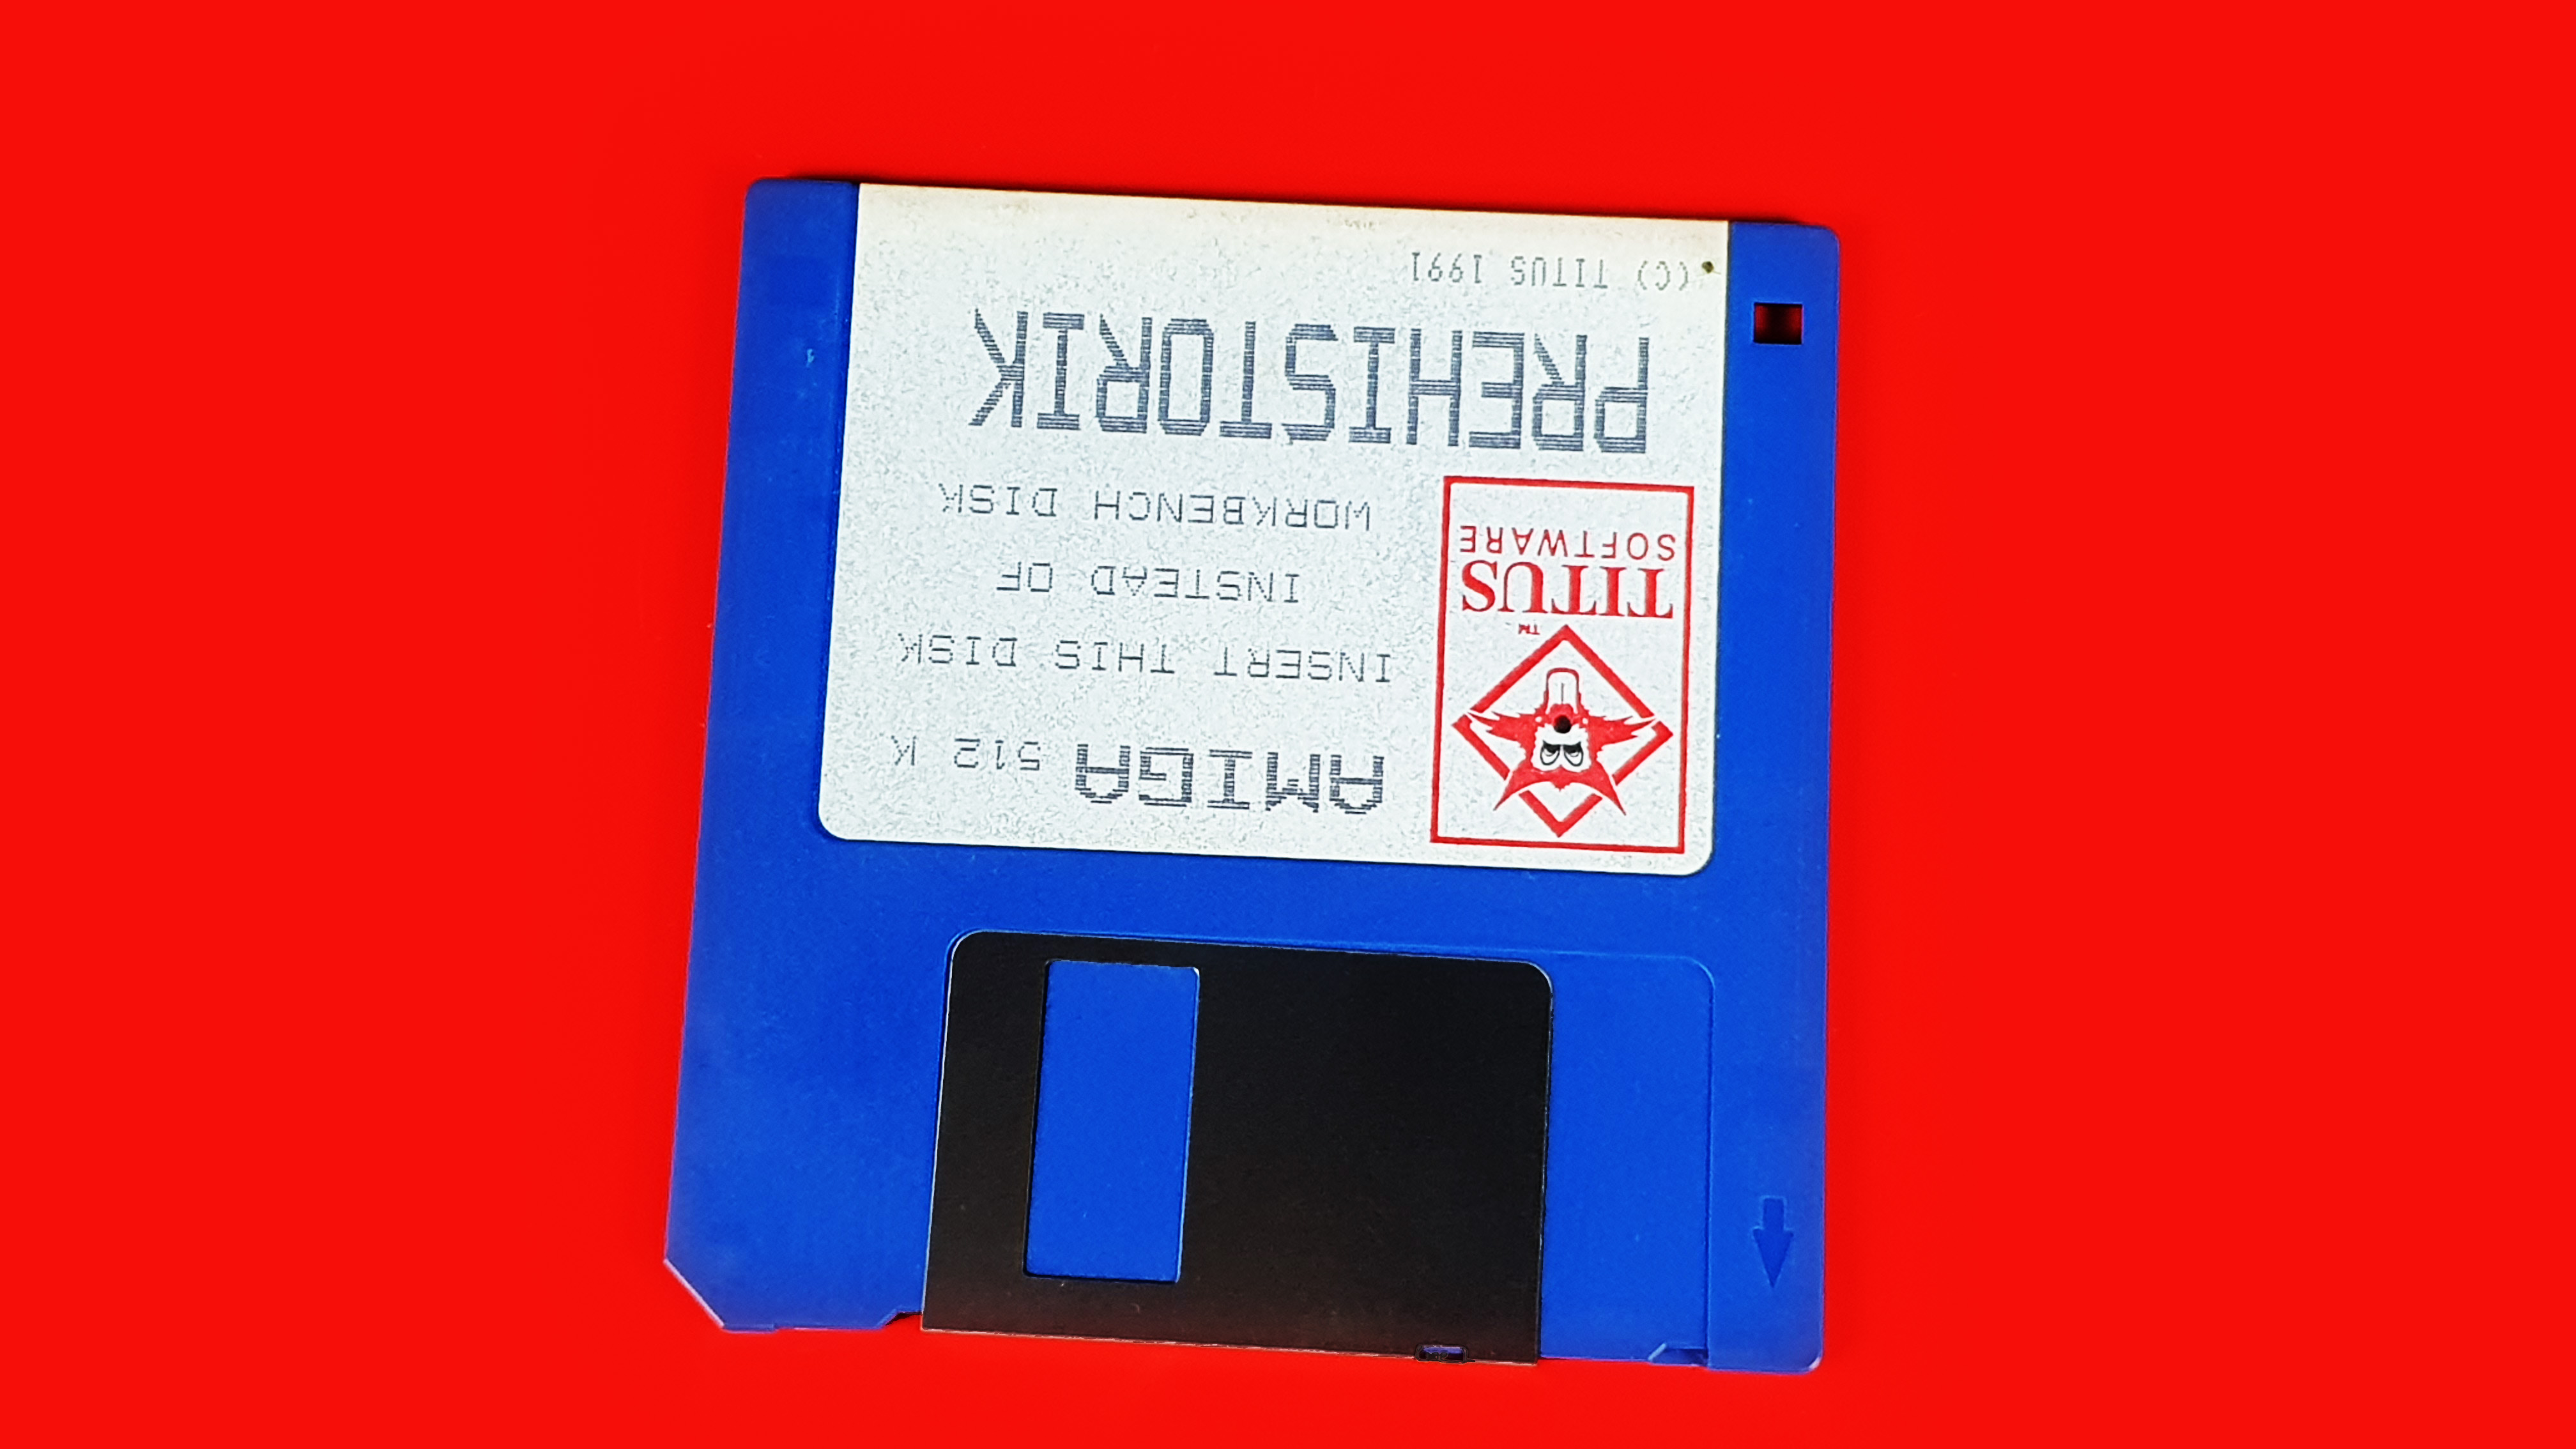 AMIGA 512 K
INSERT THIS DISK
INSTEAD OF
WORKBENCH DISK
TM
TITUS
SOFTWARE
PREHISTORIK
(C) TITUS 1991